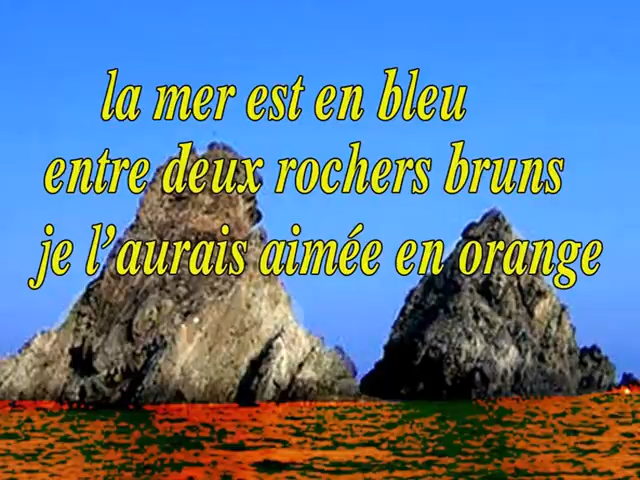 la mer est en bleu
entre deux rochers bruns
je l’aurais aimée en orange